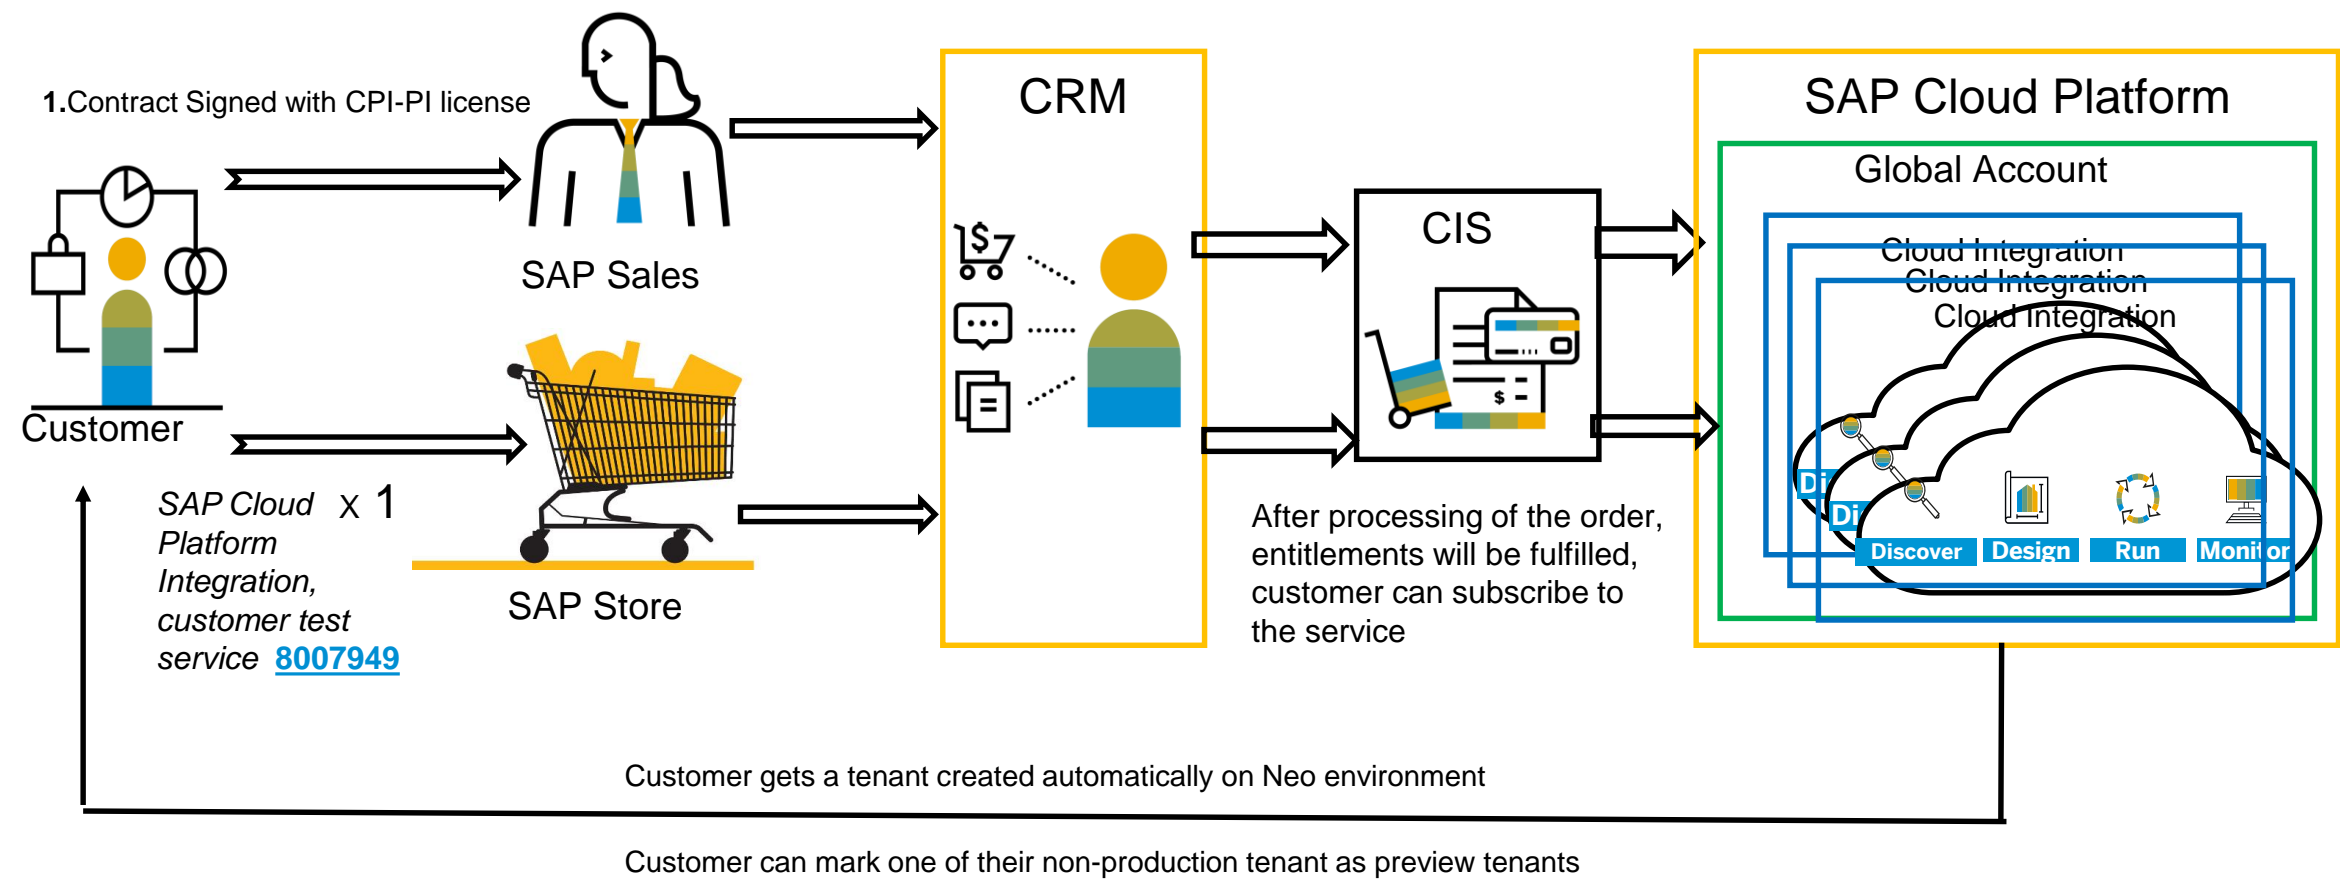 1.Contract Signed with CPI-PI license
Customer
SAP Sales
SAP Cloud X 1
Platform
Integration,
customer test
service 8007949
SAP Store
CRM
$
CIS
$
After processing of the order,
entitlements will be fulfilled,
customer can subscribe to
the service
SAP Cloud Platform
Global Account
Cloud Integration
Cloud Integration
Cloud Integration
Di
Di
Discover
Design
Run
Monitor
Customer gets a tenant created automatically on Neo environment
Customer can mark one of their non-production tenant as preview tenants